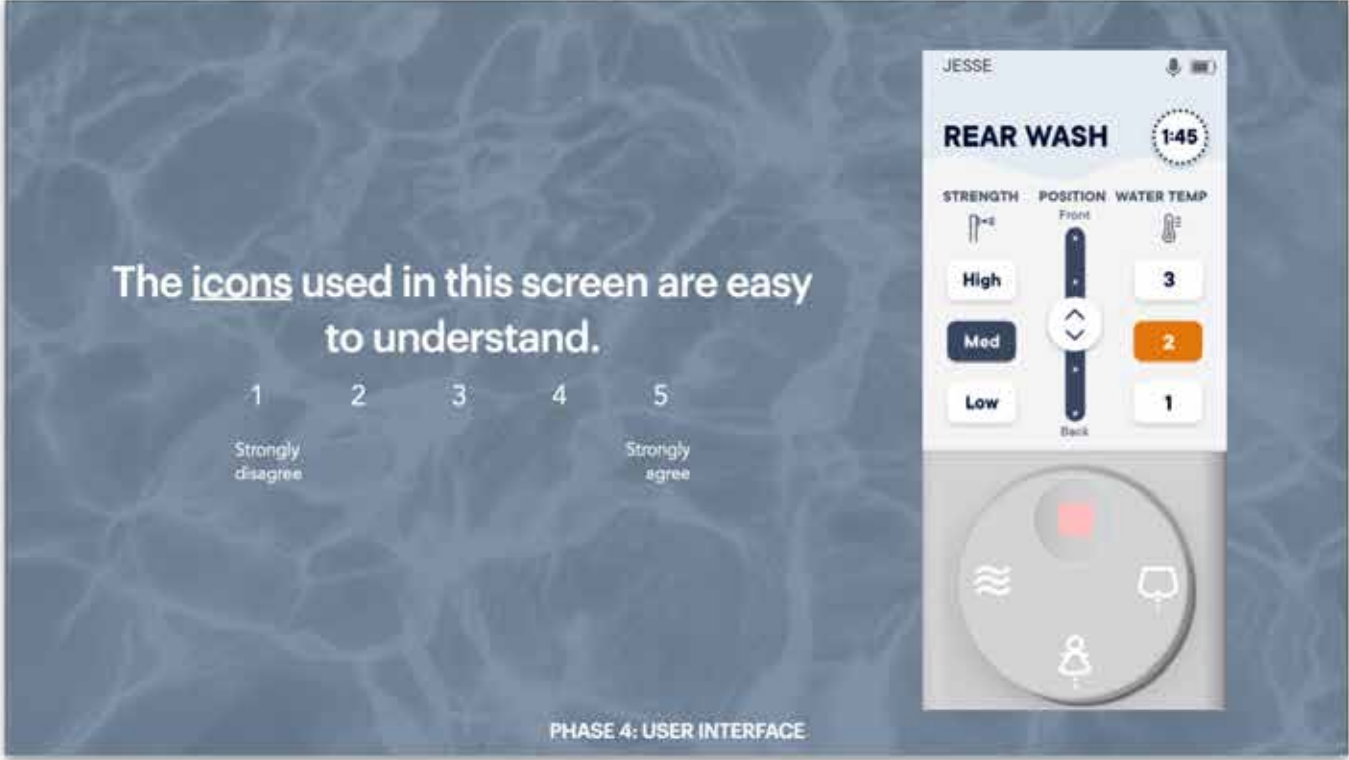 The icons used in this screen are easy
to understand.
1 2 3 4 5
Strongly
disagree
Strongly
agree
JESSE
REAR WASH
1:45
STRENGTH POSITION WATER TEMP
Front
High
3
Med
2
Low
1
Back
PHASE 4: USER INTERFACE